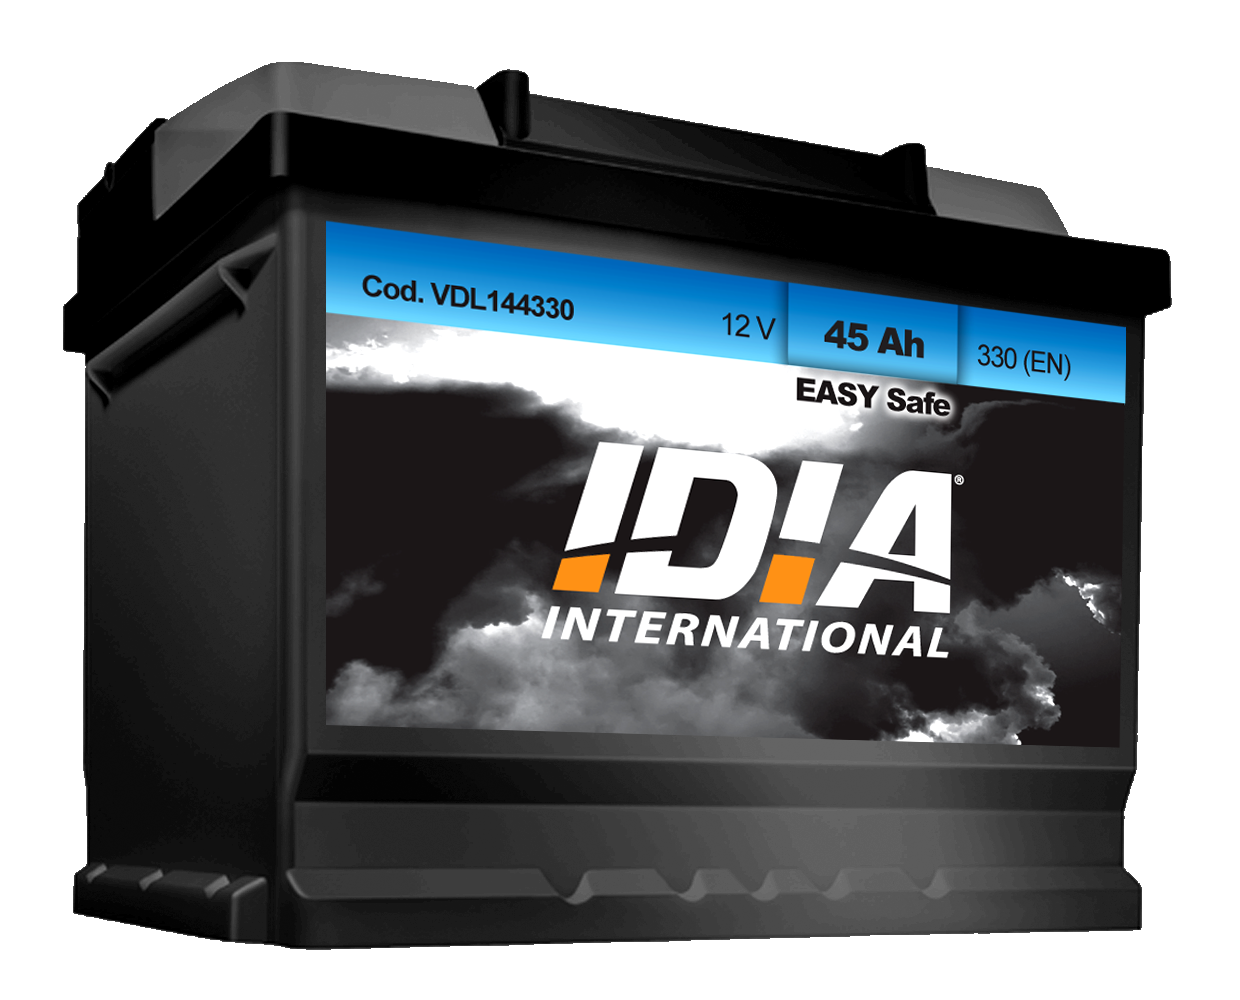 Cod. VDL144330
12 V
45 Ah
330 (EN)
EASY Safe
IDIA®
INTERNATIONAL